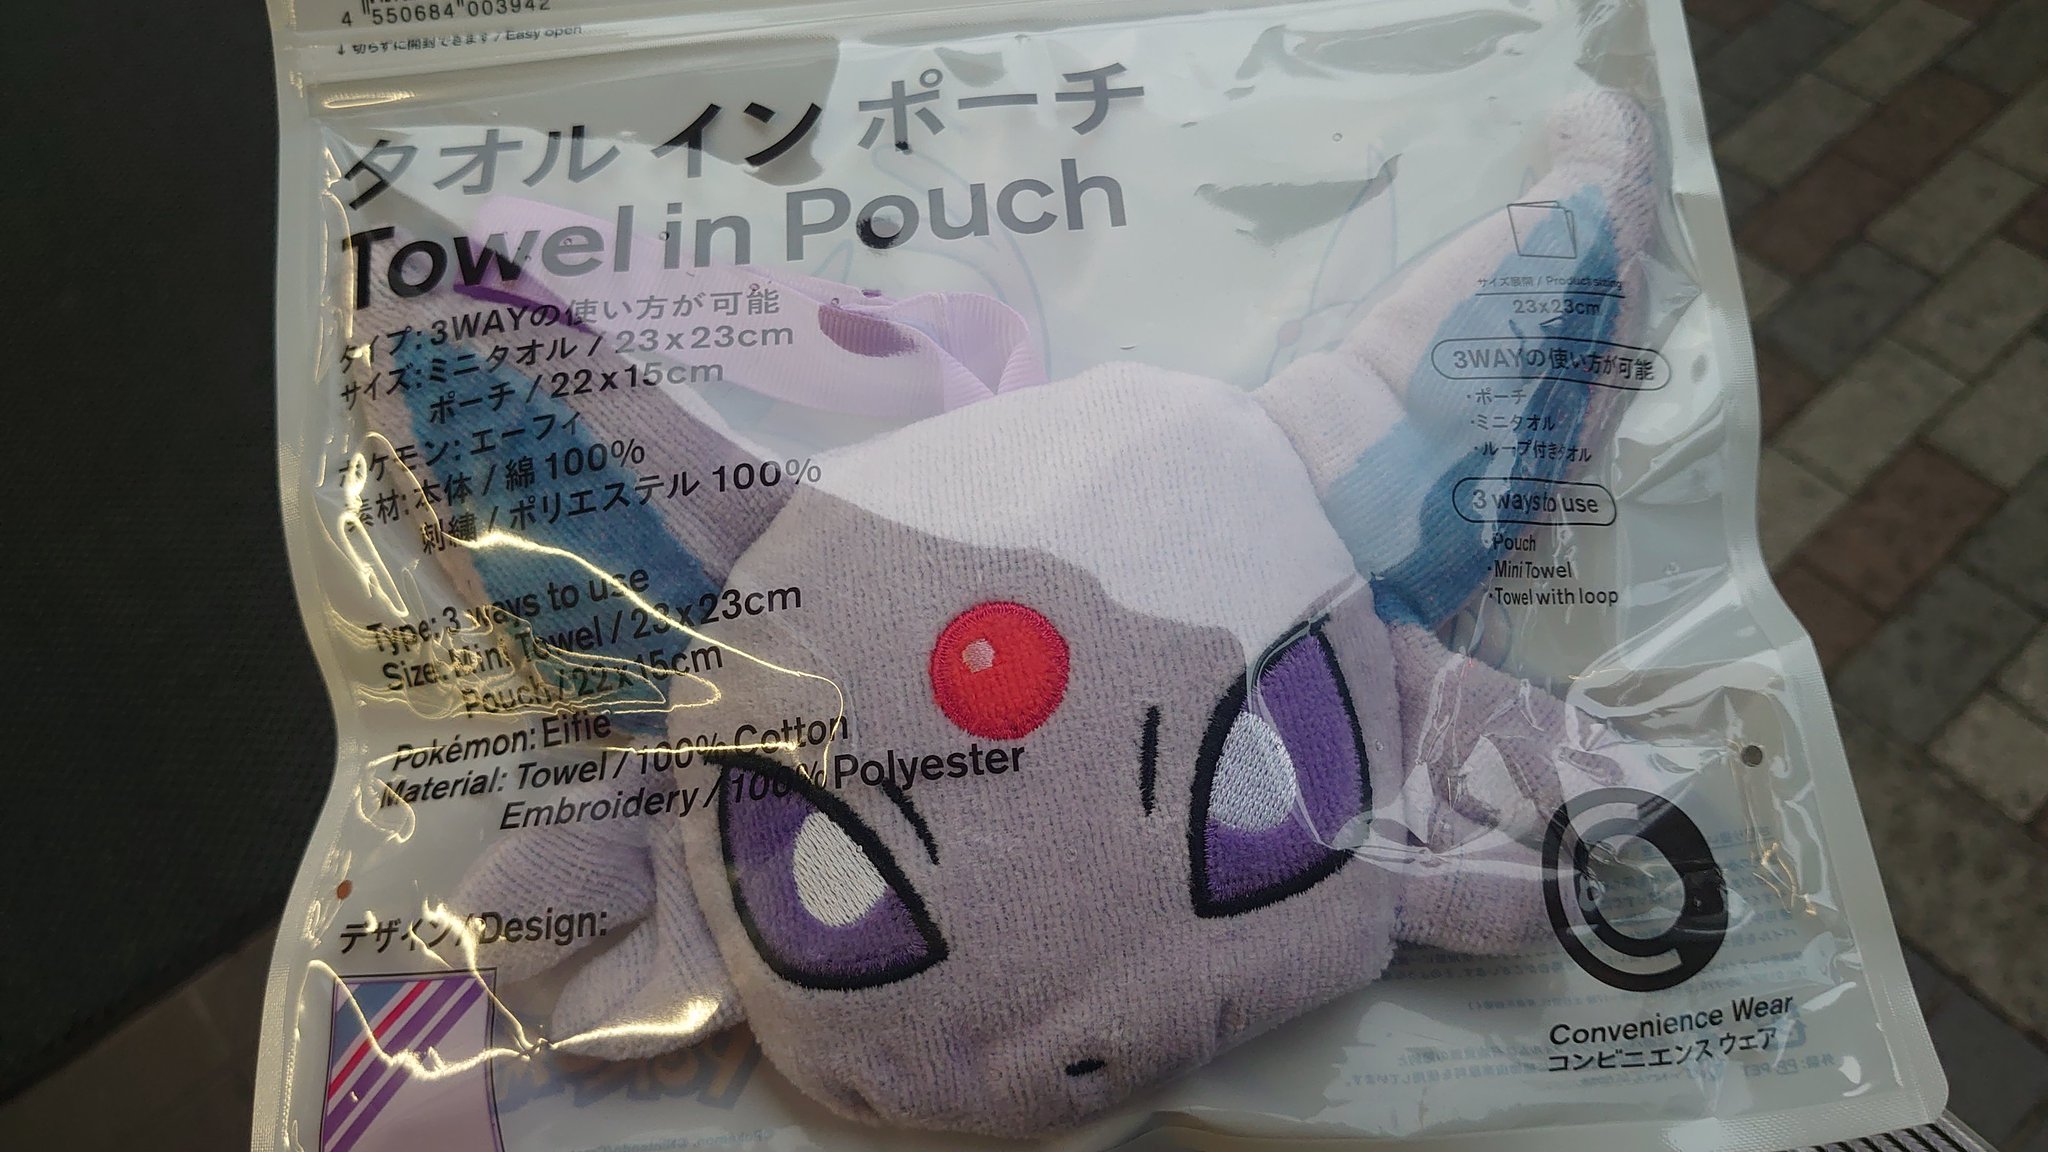 4 550684 003942
切らずに開封できます / Easy open
タオル イン ポーチ
Towel in Pouch
タイプ: 3WAYの使い方が可能
サイズ: ミニタオル / 23x23cm
ポーチ / 22x15cm
ポケモン: エーフィ
素材: 本体 / 綿 100%
刺繍 / ポリエステル 100%
Type: 3 ways to use
Size: Mini Towel / 23x23cm
Pouch / 22x15cm
Pokémon: Eifie
Material: Towel / 100% Cotton
Embroidery / 100% Polyester
デザイン / Design:
サイズ展開 / Product sizing
23x23cm
3WAYの使い方が可能
・ポーチ
・ミニタオル
・ループ付きタオル
3 ways to use
・Pouch
・Mini Towel
・Towel with loop
Convenience Wear
コンビニエンス ウェア